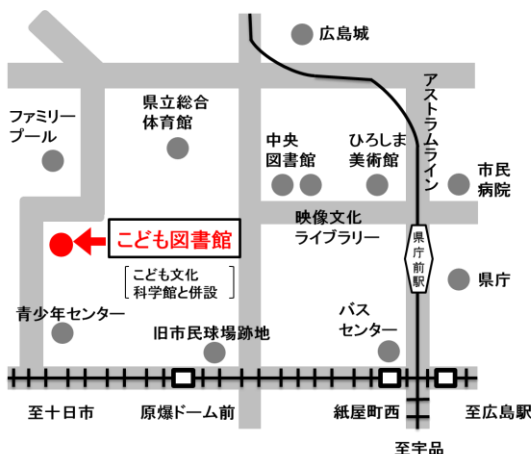 広島城
ファミリー
プール
県立総合
体育館
アストラムライン
中央
図書館
ひろしま
美術館
市民
病院
映像文化
ライブラリー
こども図書館
こども文化
科学館と併設
県庁前駅
県庁
青少年センター
旧市民球場跡地
バス
センター
至十日市
原爆ドーム前
紙屋町西
至広島駅
至宇品